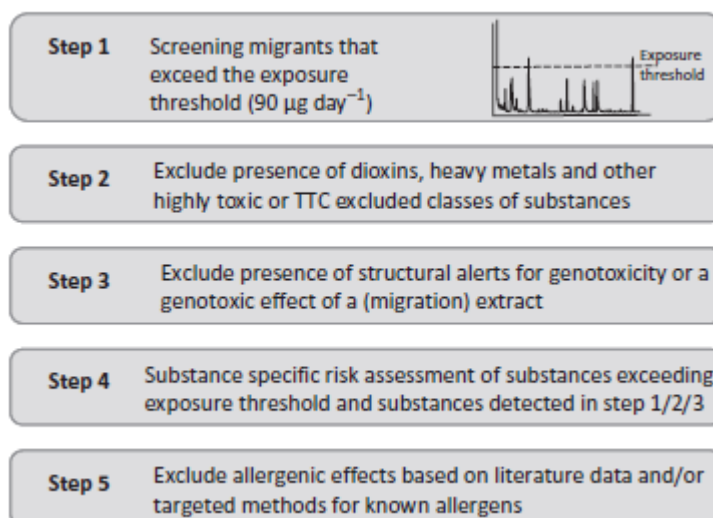 Step 1
Screening migrants that
exceed the exposure
threshold (90 µg day⁻¹)
Exposure
threshold
Step 2
Exclude presence of dioxins, heavy metals and other
highly toxic or TTC excluded classes of substances
Step 3
Exclude presence of structural alerts for genotoxicity or a
genotoxic effect of a (migration) extract
Step 4
Substance specific risk assessment of substances exceeding
exposure threshold and substances detected in step 1/2/3
Step 5
Exclude allergenic effects based on literature data and/or
targeted methods for known allergens